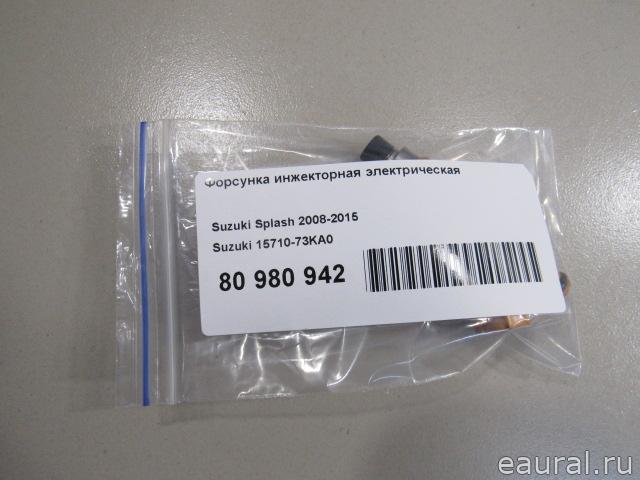 Форсунка инжекторная электрическая
Suzuki Splash 2008-2015
Suzuki 15710-73KA0
80 980 942
eaural.ru